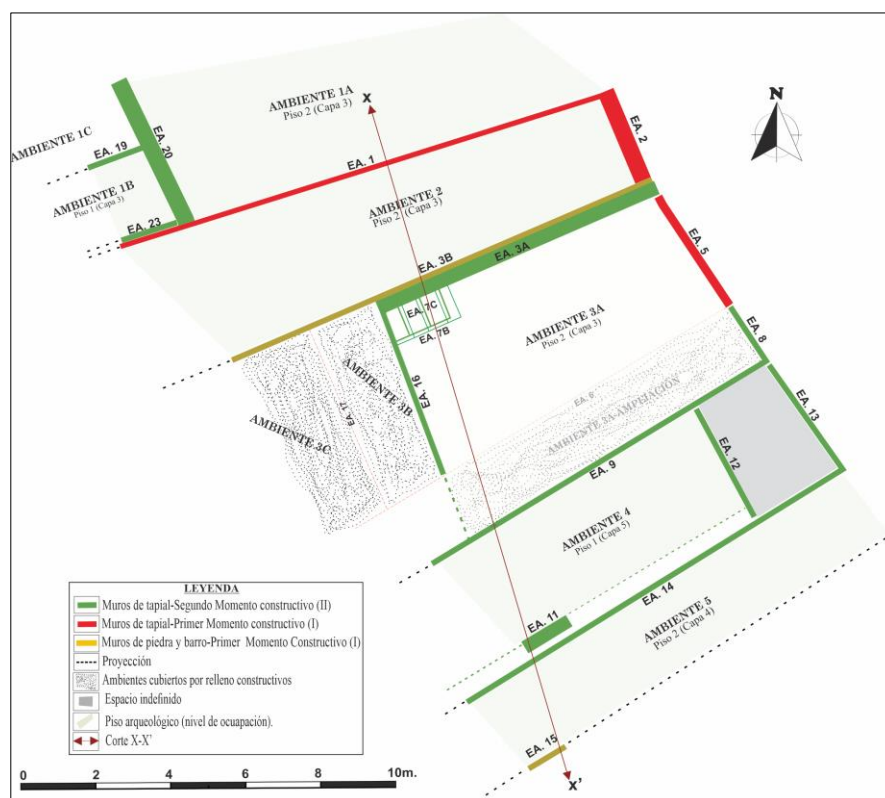 AMBIENTE 1A
Piso 2 (Capa 3)
X
N
AMBIENTE 1C
EA. 19
EA. 20
EA. 1
EA. 2
AMBIENTE 1B
Piso 1 (Capa 3)
EA. 23
AMBIENTE 2
Piso 2 (Capa 3)
EA. 3B
EA. 3A
EA. 5
EA. 7C
EA. 7B
AMBIENTE 3A
Piso 2 (Capa 3)
EA. 8
AMBIENTE 3B
EA. 16
EA. 17
AMBIENTE 3C
EA. 6
AMBIENTE 3A-AMPLIACIÓN
EA. 9
EA. 12
EA. 13
AMBIENTE 4
Piso 1 (Capa 5)
EA. 14
EA. 11
AMBIENTE 5
Piso 2 (Capa 4)
EA. 15
X'
LEYENDA
Muros de tapial-Segundo Momento constructivo (II)
Muros de tapial-Primer Momento constructivo (I)
Muros de piedra y barro-Primer Momento Constructivo (I)
Proyección
Ambientes cubiertos por relleno constructivos
Espacio indefinido
Piso arqueológico (nivel de ocuapación).
Corte X-X'
0 2 4 6 8 10m.